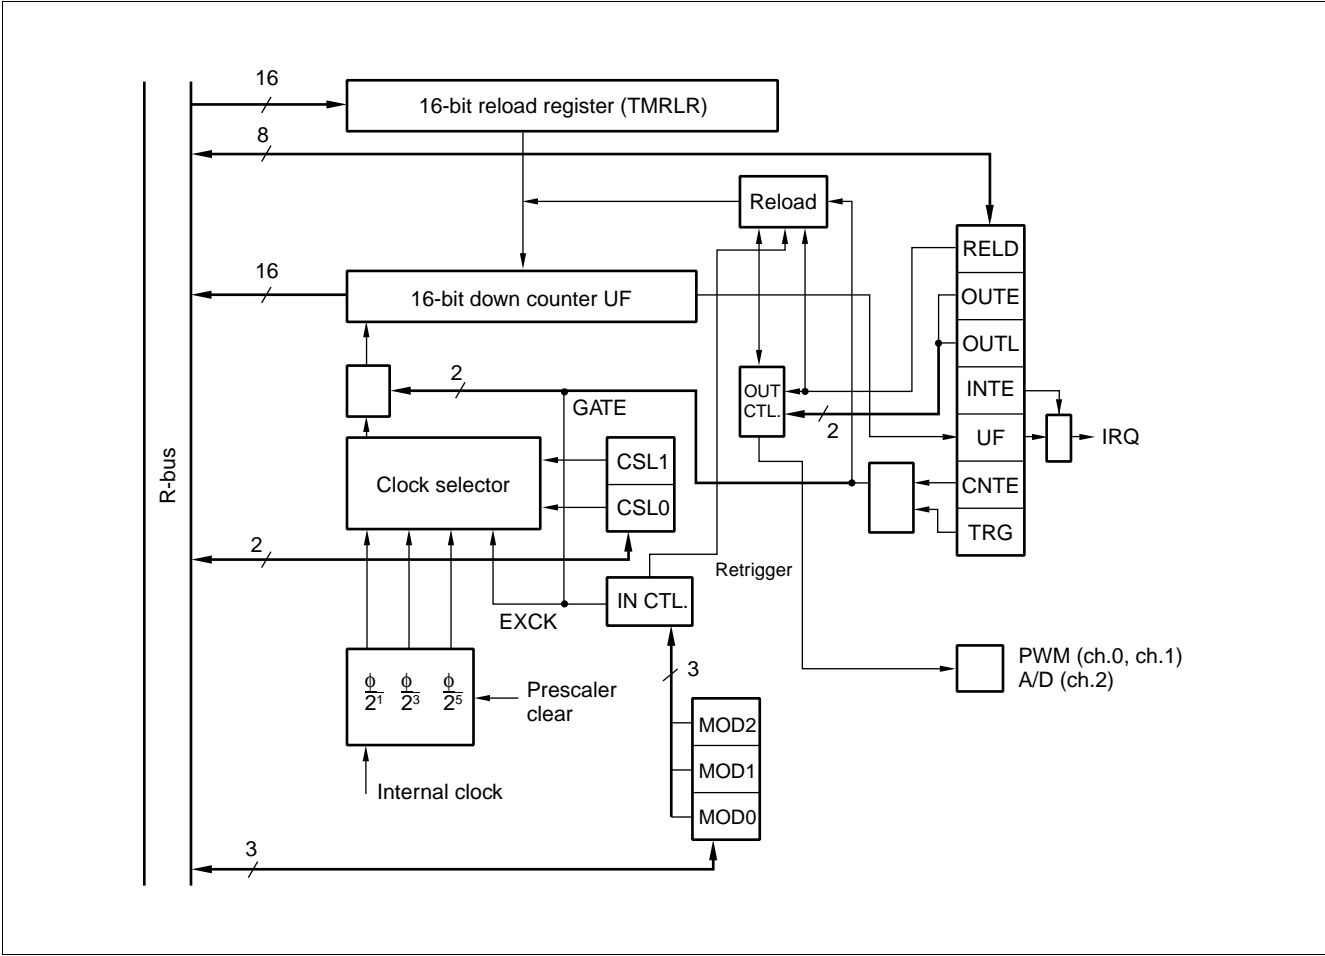 16
16-bit reload register (TMRLR)
8
Reload
RELD
16
16-bit down counter UF
OUTE
OUTL
2
GATE
OUT
CTL.
2
INTE
UF
IRQ
R-bus
Clock selector
CSL1
CSL0
CNTE
TRG
2
Retrigger
IN CTL.
EXCK
3
PWM (ch.0, ch.1)
A/D (ch.2)
φ/2¹ φ/2³ φ/2⁵
Prescaler
clear
MOD2
MOD1
MOD0
Internal clock
3